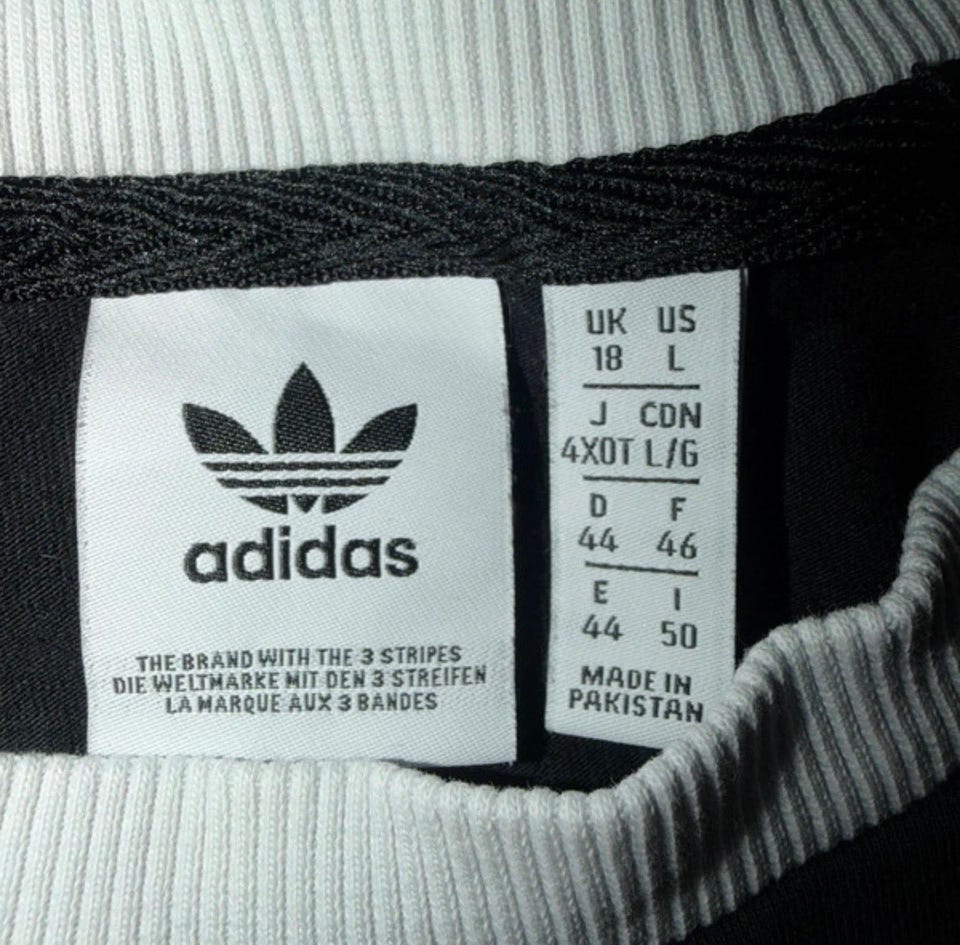 adidas
THE BRAND WITH THE 3 STRIPES
DIE WELTMARKE MIT DEN 3 STREIFEN
LA MARQUE AUX 3 BANDES
UK US
18 L
J CDN
4XOT L/G
D F
44 46
E I
44 50
MADE IN
PAKISTAN